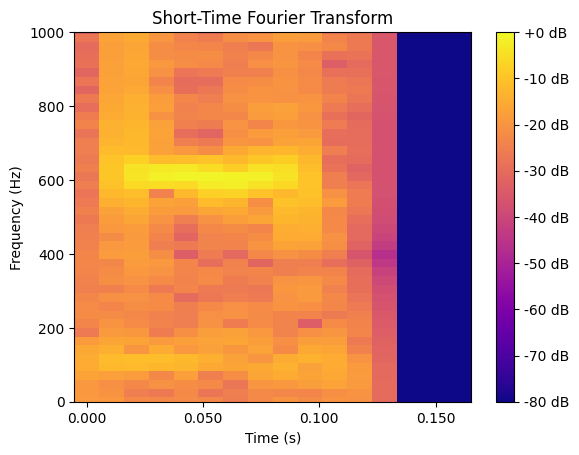 Short-Time Fourier Transform
1000
800
600
400
200
0
Frequency (Hz)
0.000
0.050
0.100
0.150
Time (s)
+0 dB
-10 dB
-20 dB
-30 dB
-40 dB
-50 dB
-60 dB
-70 dB
-80 dB